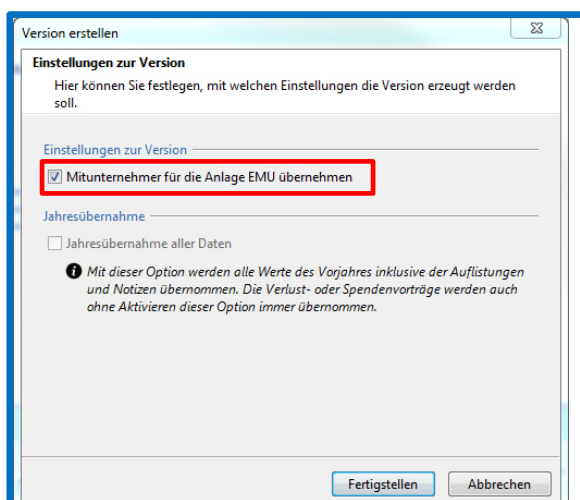 Version erstellen
Einstellungen zur Version
Hier können Sie festlegen, mit welchen Einstellungen die Version erzeugt werden
soll.
Einstellungen zur Version
Mitunternehmer für die Anlage EMU übernehmen
Jahresübernahme
Jahresübernahme aller Daten
Mit dieser Option werden alle Werte des Vorjahres inklusive der Auflistungen
und Notizen übernommen. Die Verlust- oder Spendenvorträge werden auch
ohne Aktivieren dieser Option immer übernommen.
Fertigstellen
Abbrechen